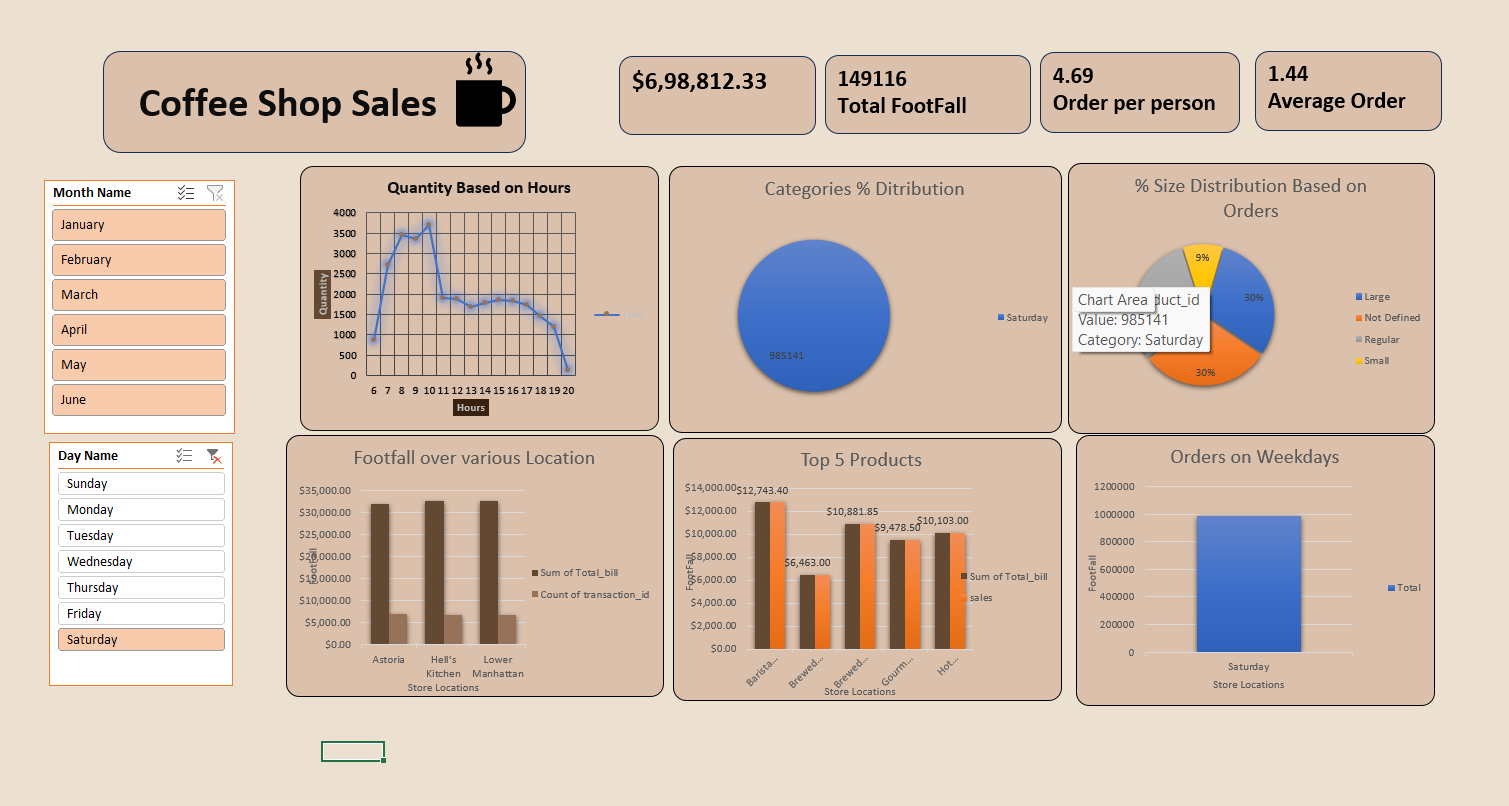 Coffee Shop Sales
$6,98,812.33
149116
Total FootFall
4.69
Order per person
1.44
Average Order
Month Name
January
February
March
April
May
June
Day Name
Sunday
Monday
Tuesday
Wednesday
Thursday
Friday
Saturday
Quantity Based on Hours
4000
3500
3000
2500
2000
1500
1000
500
0
Quantity
6 7 8 9 10 11 12 13 14 15 16 17 18 19 20
Hours
Total
Categories % Ditribution
985141
Saturday
% Size Distribution Based on
Orders
9%
30%
30%
Chart Area
duct_id
Value: 985141
Category: Saturday
Large
Not Defined
Regular
Small
Footfall over various Location
$35,000.00
$30,000.00
$25,000.00
$20,000.00
$15,000.00
$10,000.00
$5,000.00
$0.00
FootFall
Astoria
Hell's
Kitchen
Lower
Manhattan
Store Locations
Sum of Total_bill
Count of transaction_id
Top 5 Products
$14,000.00
$12,000.00
$10,000.00
$8,000.00
$6,000.00
$4,000.00
$2,000.00
$0.00
FootFall
$12,743.40
$6,463.00
$10,881.85
$9,478.50
$10,103.00
Barista...
Brewed...
Brewed...
Gourm...
Hot...
Store Locations
Sum of Total_bill
sales
Orders on Weekdays
1200000
1000000
800000
600000
400000
200000
0
FootFall
Saturday
Store Locations
Total